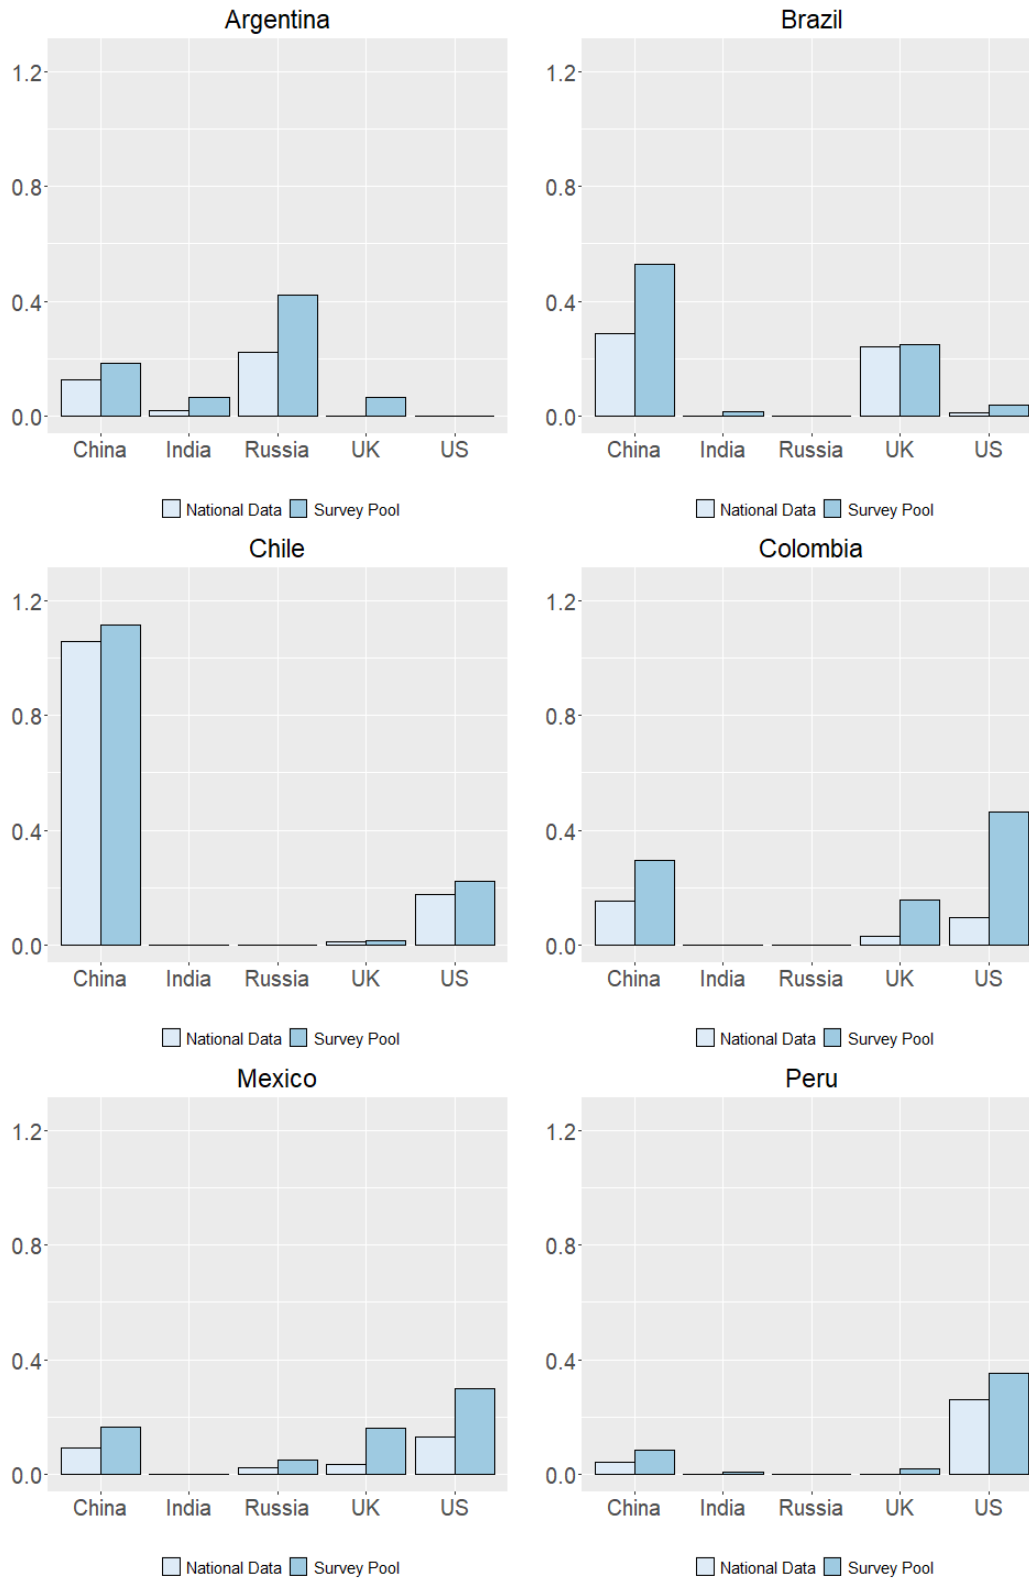 Argentina
1.2
0.8
0.4
0.0
China India Russia UK US
National Data Survey Pool
Brazil
1.2
0.8
0.4
0.0
China India Russia UK US
National Data Survey Pool
Chile
1.2
0.8
0.4
0.0
China India Russia UK US
National Data Survey Pool
Colombia
1.2
0.8
0.4
0.0
China India Russia UK US
National Data Survey Pool
Mexico
1.2
0.8
0.4
0.0
China India Russia UK US
National Data Survey Pool
Peru
1.2
0.8
0.4
0.0
China India Russia UK US
National Data Survey Pool